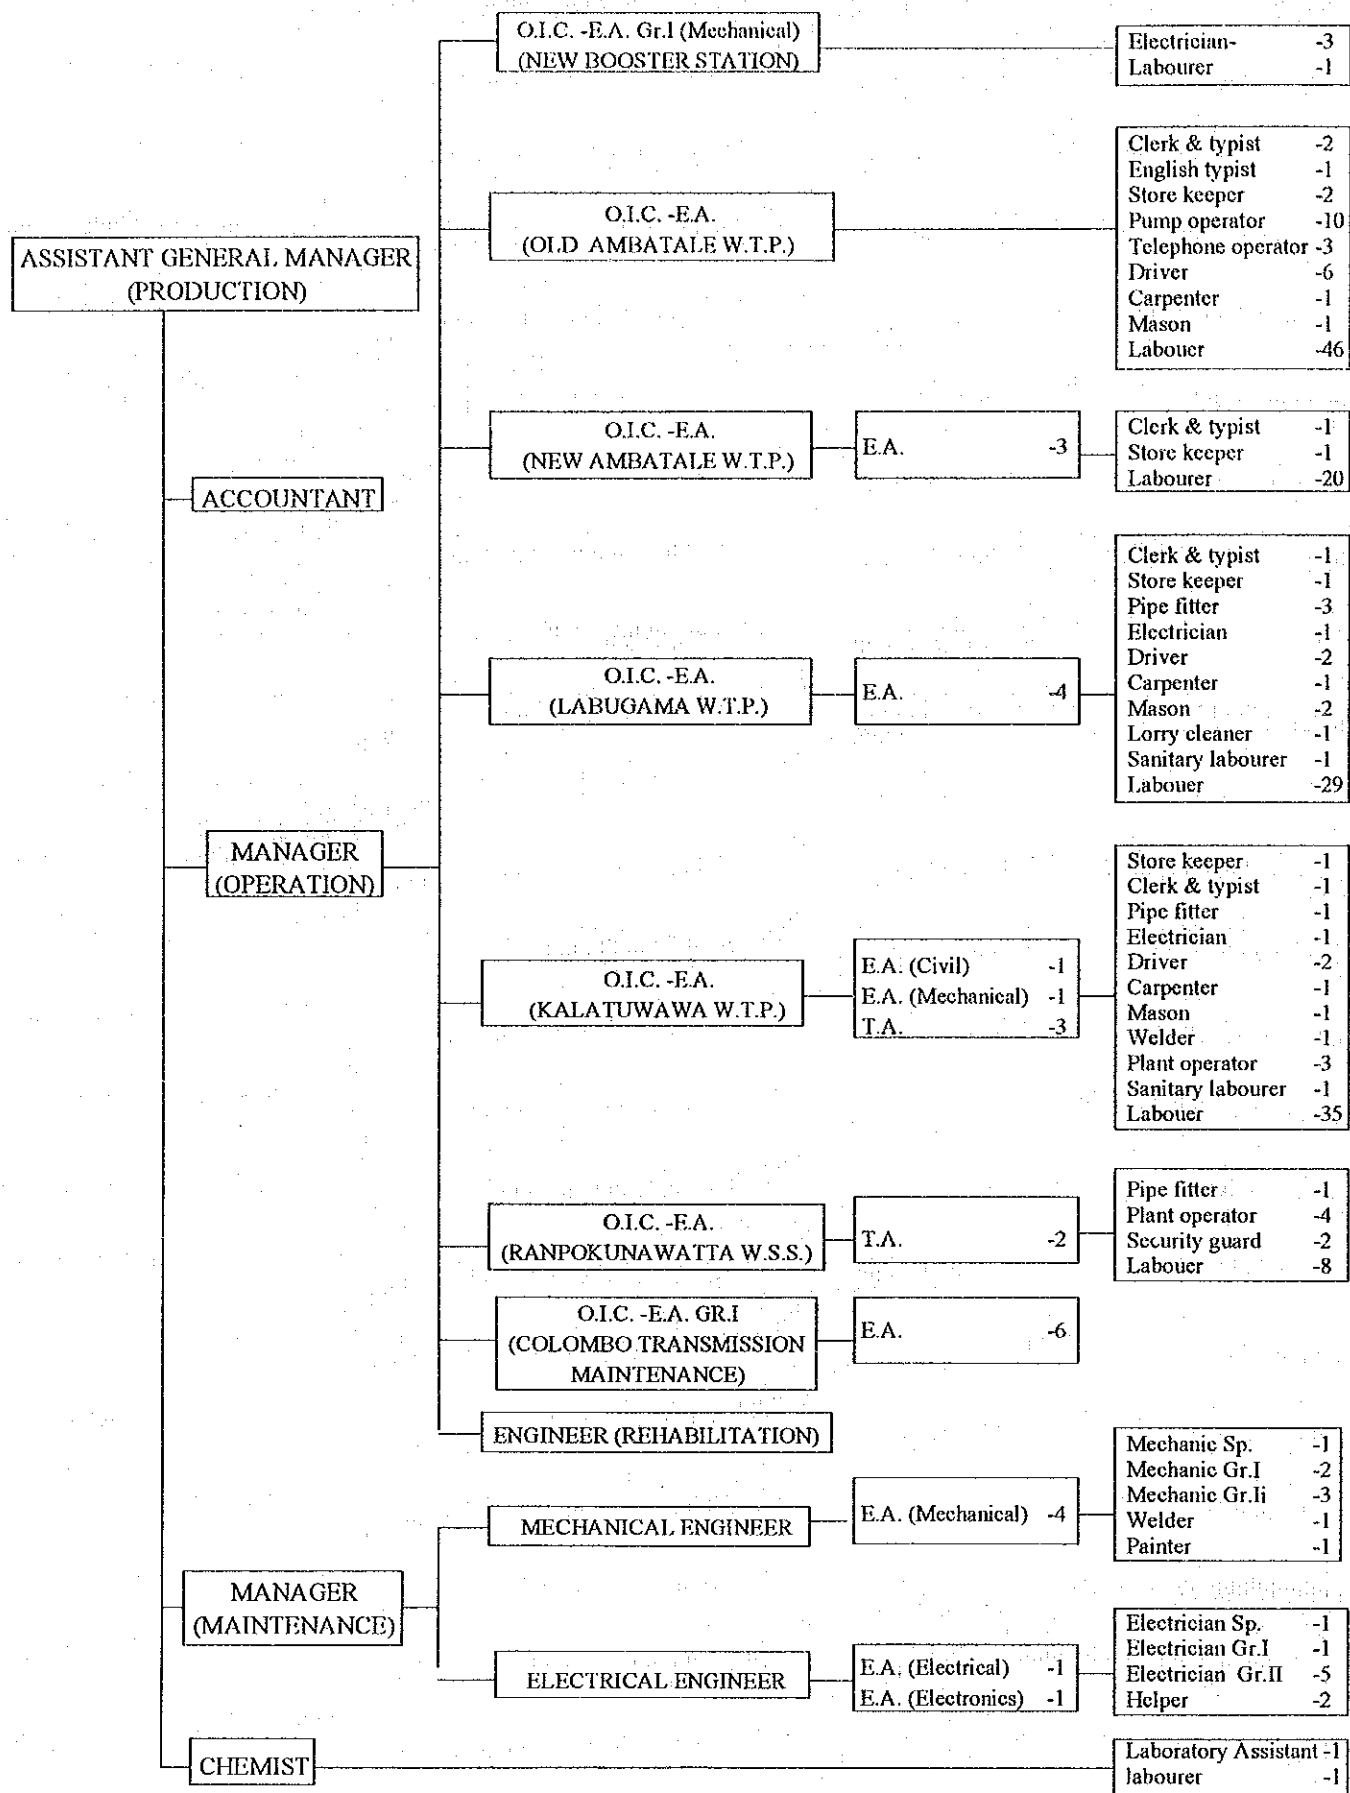 O.I.C. -E.A. Gr.I (Mechanical)
(NEW BOOSTER STATION)
Electrician- -3
Labourer -1
ASSISTANT GENERAL MANAGER
(PRODUCTION)
O.I.C. -E.A.
(OLD AMBATALE W.T.P.)
Clerk & typist -2
English typist -1
Store keeper -2
Pump operator -10
Telephone operator -3
Driver -6
Carpenter -1
Mason -1
Labouer -46
ACCOUNTANT
O.I.C. -E.A.
(NEW AMBATALE W.T.P.)
E.A. -3
Clerk & typist -1
Store keeper -1
Labourer -20
O.I.C. -E.A.
(LABUGAMA W.T.P.)
E.A. -4
Clerk & typist -1
Store keeper -1
Pipe fitter -3
Electrician -1
Driver -2
Carpenter -1
Mason -2
Lorry cleaner -1
Sanitary labourer -1
Labouer -29
MANAGER
(OPERATION)
O.I.C. -E.A.
(KALATUWAWA W.T.P.)
E.A. (Civil) -1
E.A. (Mechanical) -1
T.A. -3
Store keeper -1
Clerk & typist -1
Pipe fitter -1
Electrician -1
Driver -2
Carpenter -1
Mason -1
Welder -1
Plant operator -3
Sanitary labourer -1
Labouer -35
O.I.C. -E.A.
(RANPOKUNAWATTA W.S.S.)
T.A. -2
Pipe fitter -1
Plant operator -4
Security guard -2
Labouer -8
O.I.C. -E.A. GR.I
(COLOMBO TRANSMISSION
MAINTENANCE)
E.A. -6
ENGINEER (REHABILITATION)
MANAGER
(MAINTENANCE)
MECHANICAL ENGINEER
E.A. (Mechanical) -4
Mechanic Sp. -1
Mechanic Gr.I -2
Mechanic Gr.Ii -3
Welder -1
Painter -1
ELECTRICAL ENGINEER
E.A. (Electrical) -1
E.A. (Electronics) -1
Electrician Sp. -1
Electrician Gr.I -1
Electrician Gr.II -5
Helper -2
CHEMIST
Laboratory Assistant -1
labourer -1